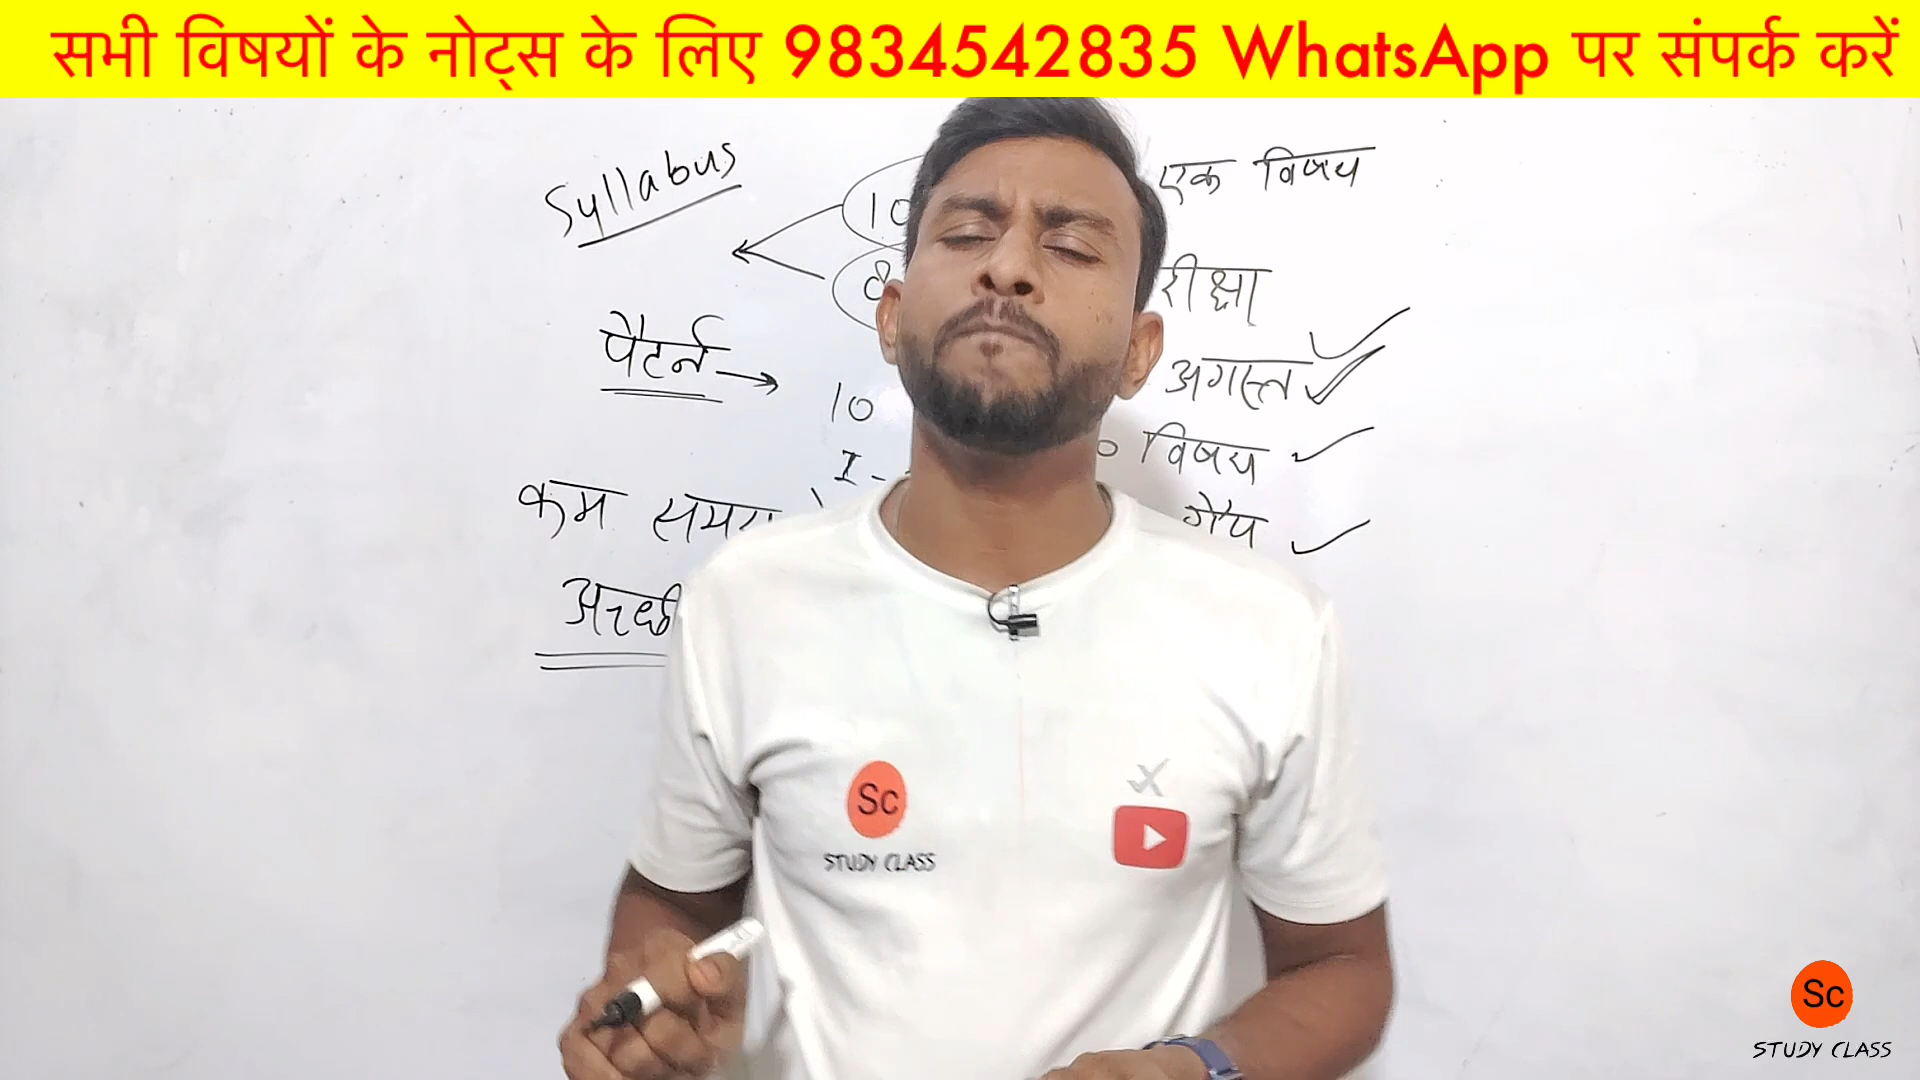 सभी विषयों के नोट्स के लिए 9834542835 WhatsApp पर संपर्क करें
Syllabus
एक विषय
पैटर्न →
अगस्त
10
विषय
कम समय
गैप
अच्छी
Sc
STUDY CLASS
Sc
STUDY CLASS